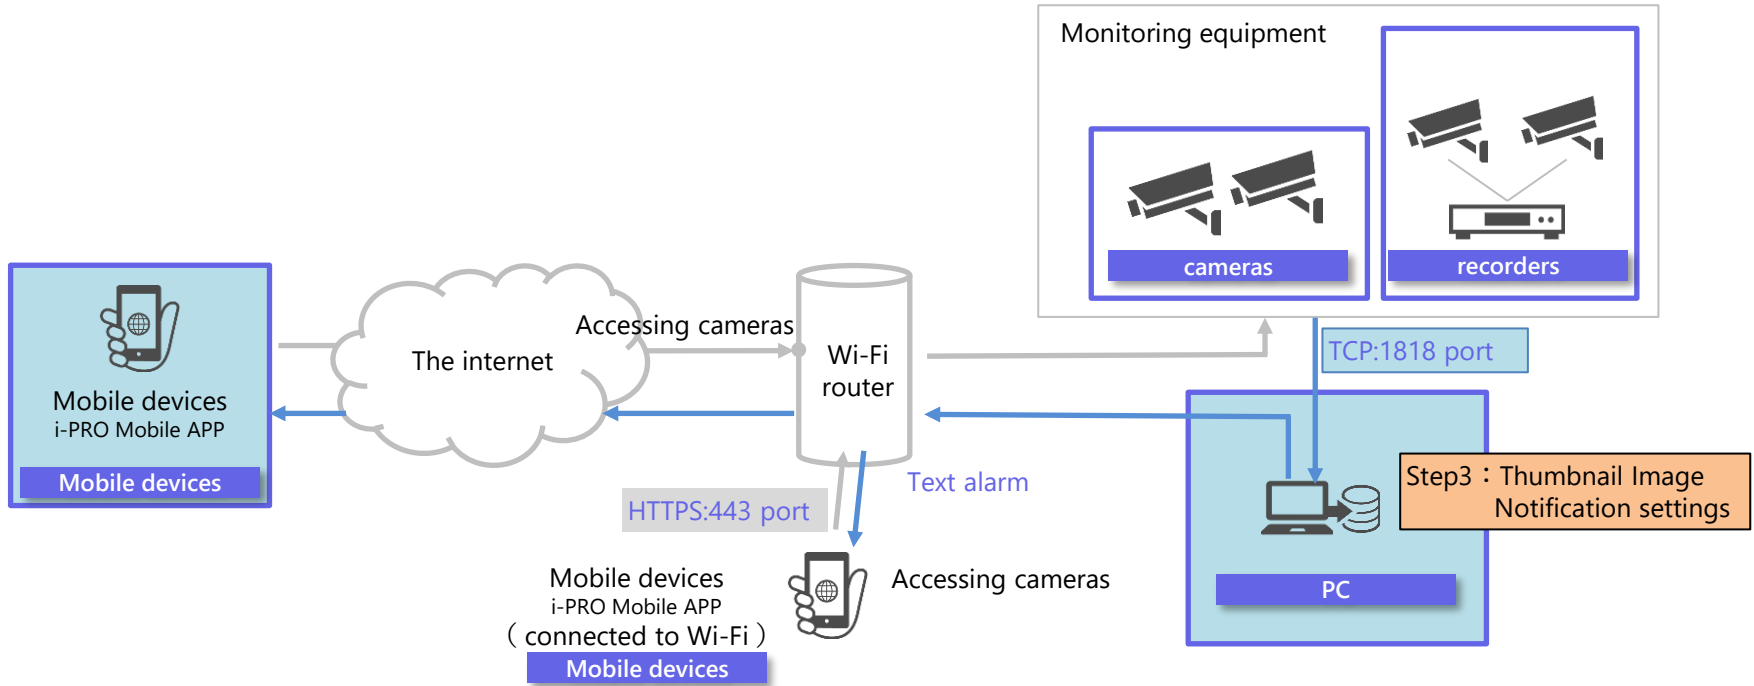 Monitoring equipment
cameras
recorders
Accessing cameras
The internet
Wi-Fi
router
TCP:1818 port
Mobile devices
i-PRO Mobile APP
Mobile devices
Text alarm
HTTPS:443 port
Step3：Thumbnail Image
Notification settings
Mobile devices
i-PRO Mobile APP
（ connected to Wi-Fi ）
Mobile devices
Accessing cameras
PC